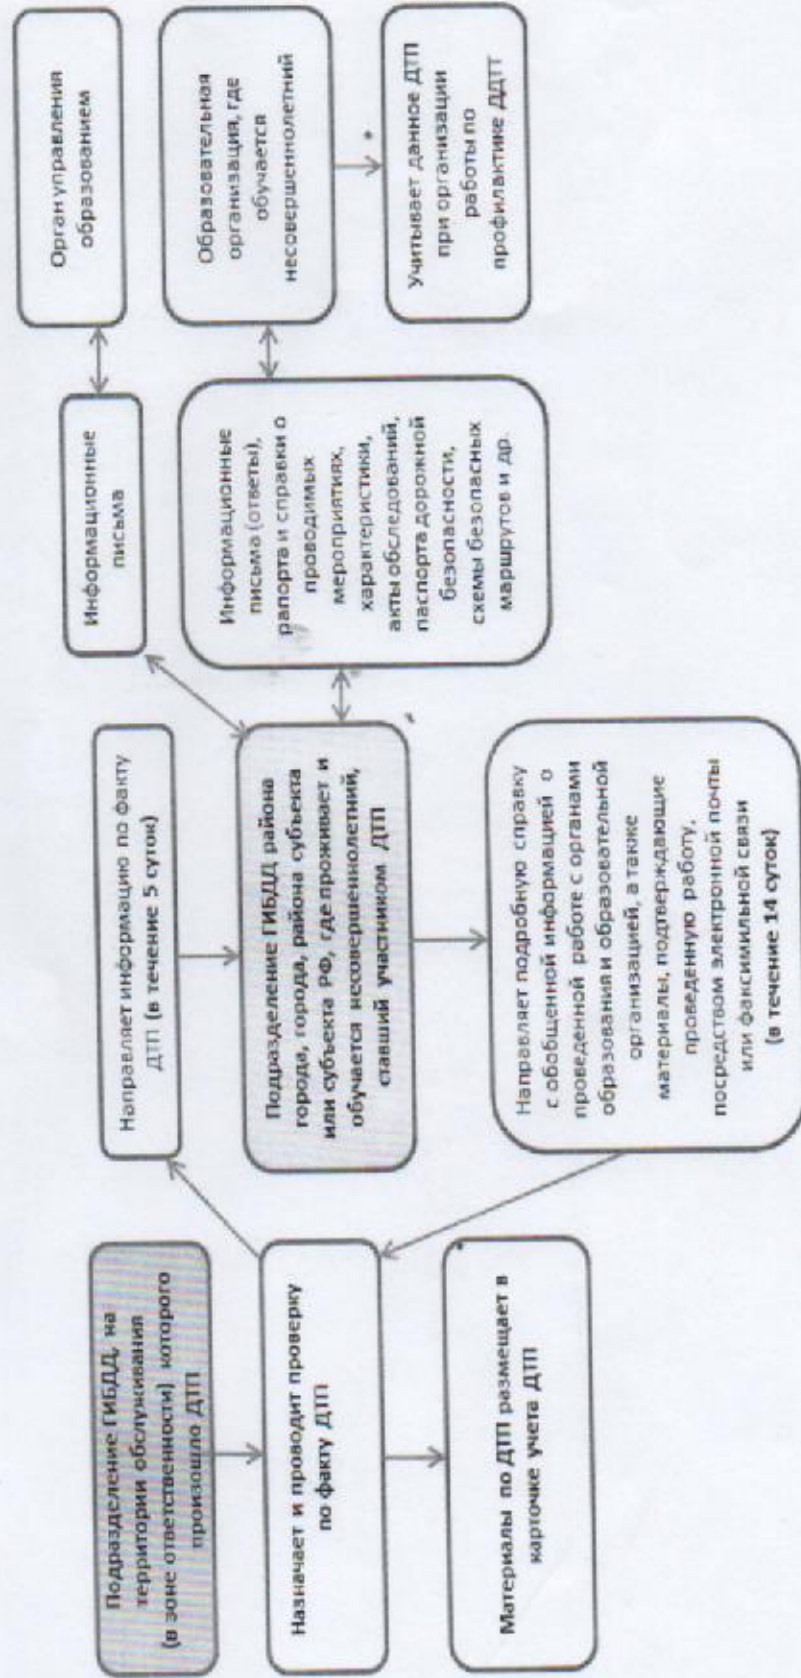 Подразделение ГИБДД, на
территории обслуживания
(в зоне ответственности) которого
произошло ДТП
Назначает и проводит проверку
по факту ДТП
Материалы по ДТП размещает в
карточке учета ДТП
Направляет информацию по факту
ДТП (в течение 5 суток)
Подразделение ГИБДД района
города, города, района субъекта
или субъекта РФ, где проживает и
обучается несовершеннолетний,
ставший участником ДТП
Направляет подробную справку
с обобщенной информацией о
проведенной работе с органами
образования и образовательной
организацией, а также
материалы, подтверждающие
проведенную работу,
посредством электронной почты
или факсимильной связи
(в течение 14 суток)
Информационные
письма
Информационные
письма (ответы),
рапорта и справки о
проводимых
мероприятиях,
характеристики,
акты обследований,
паспорта дорожной
безопасности,
схемы безопасных
маршрутов и др.
Орган управления
образованием
Образовательная
организация, где
обучается
несовершеннолетний
Учитывает данное ДТП
при организации
работы по
профилактике ДДТТ